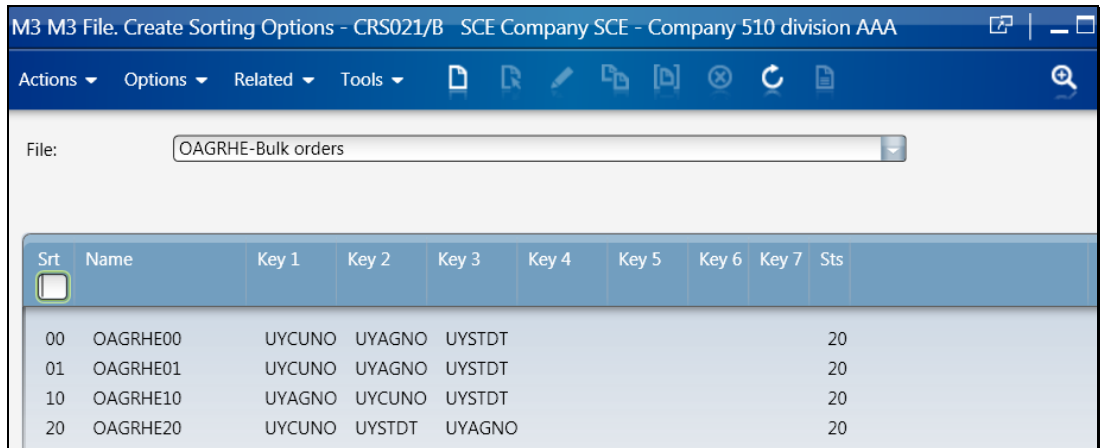 M3 M3 File. Create Sorting Options - CRS021/B SCE Company SCE - Company 510 division AAA
Actions Options Related Tools
File: OAGRHE-Bulk orders
Srt Name Key 1 Key 2 Key 3 Key 4 Key 5 Key 6 Key 7 Sts
00 OAGRHE00 UYCUNO UYAGNO UYSTDT 20
01 OAGRHE01 UYCUNO UYAGNO UYSTDT 20
10 OAGRHE10 UYAGNO UYCUNO UYSTDT 20
20 OAGRHE20 UYCUNO UYSTDT UYAGNO 20